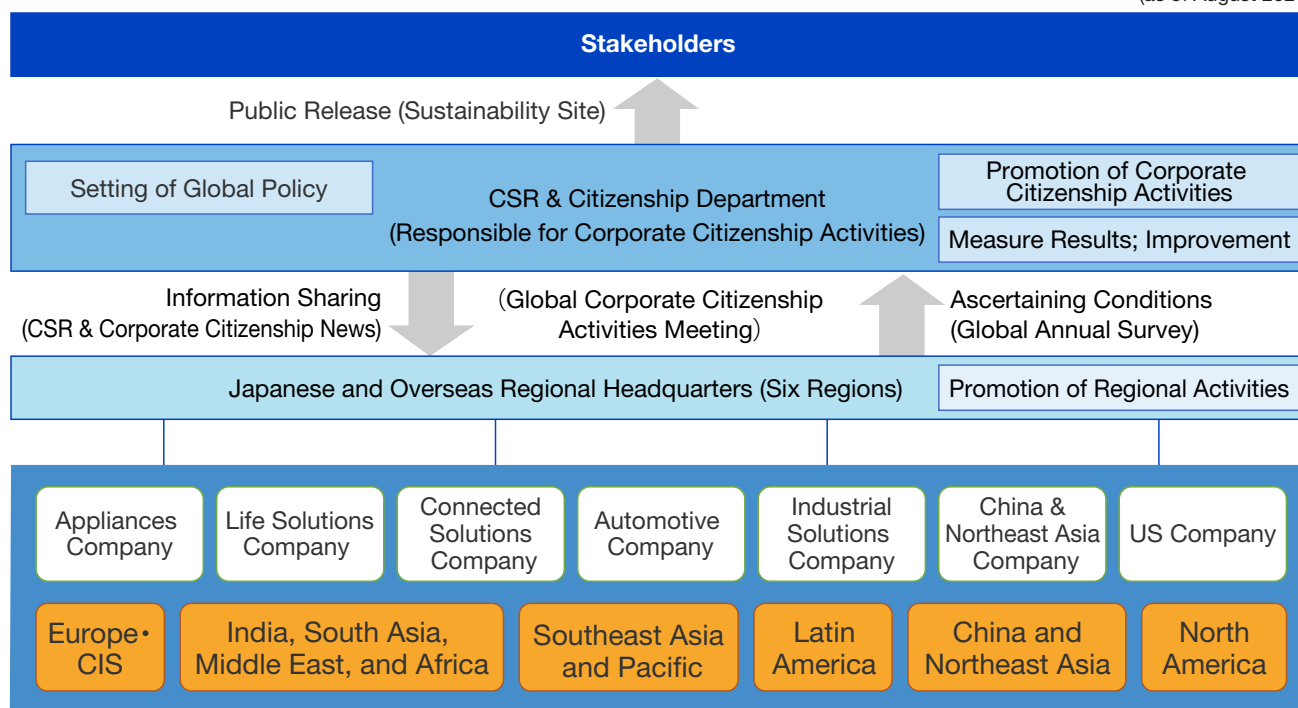 Stakeholders
Public Release (Sustainability Site)
Setting of Global Policy
CSR & Citizenship Department
(Responsible for Corporate Citizenship Activities)
Promotion of Corporate
Citizenship Activities
Measure Results; Improvement
Information Sharing
(CSR & Corporate Citizenship News)
(Global Corporate Citizenship
Activities Meeting)
Ascertaining Conditions
(Global Annual Survey)
Japanese and Overseas Regional Headquarters (Six Regions)
Promotion of Regional Activities
Appliances
Company
Life Solutions
Company
Connected
Solutions
Company
Automotive
Company
Industrial
Solutions
Company
China &
Northeast Asia
Company
US Company
Europe・
CIS
India, South Asia,
Middle East, and Africa
Southeast Asia
and Pacific
Latin
America
China and
Northeast Asia
North
America